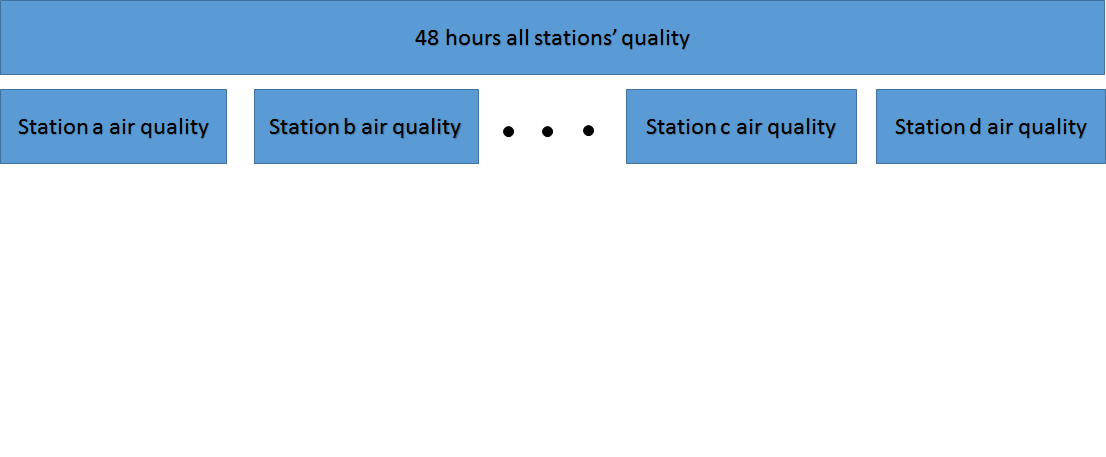 48 hours all stations’ quality
Station a air quality
Station b air quality
Station c air quality
Station d air quality